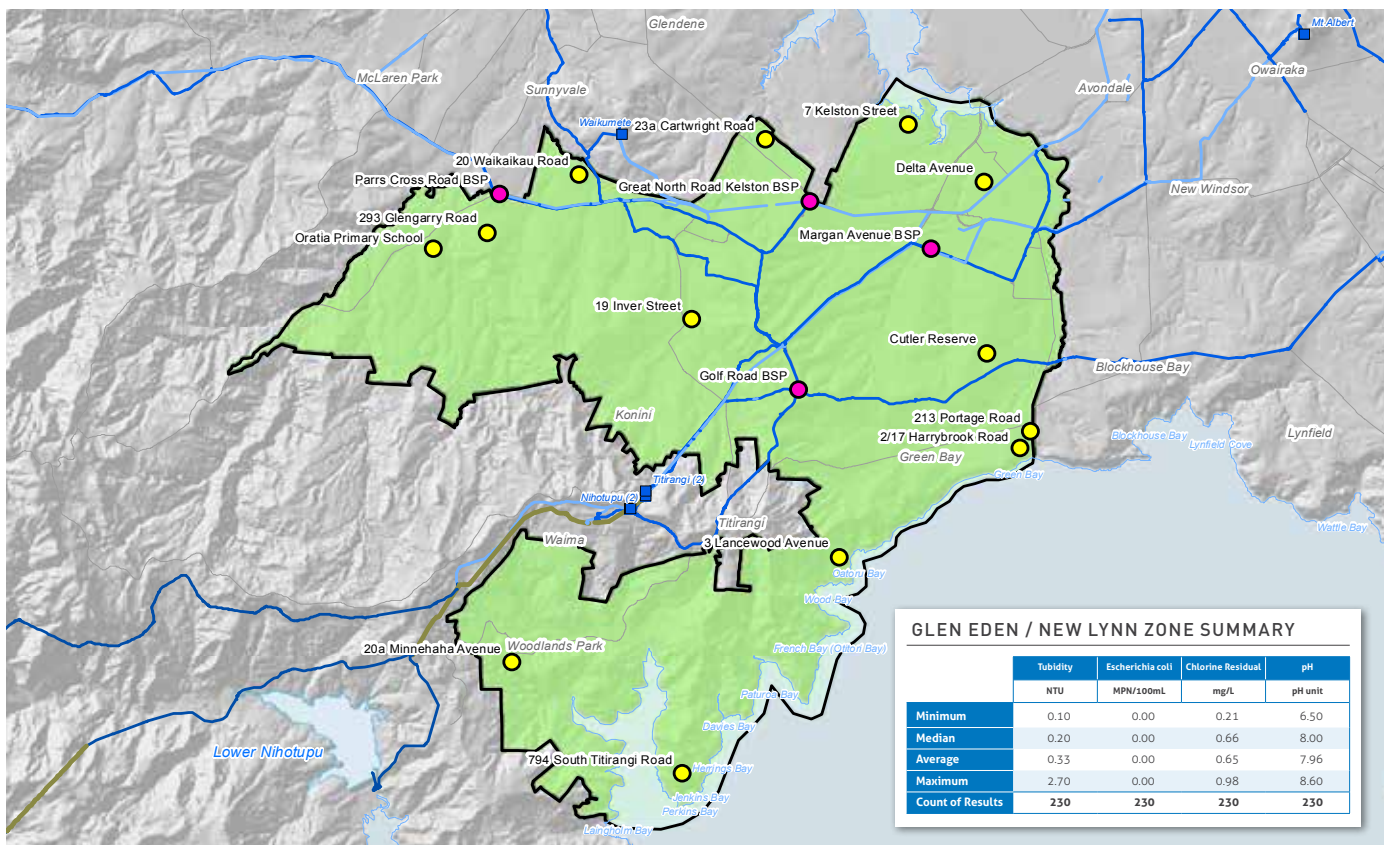 Glendene
Mt Albert
McLaren Park
Sunnyvale
Avondale
Owairaka
Waikumete
23a Cartwright Road
7 Kelston Street
20 Waikaikau Road
Delta Avenue
Parrs Cross Road BSP
Great North Road Kelston BSP
New Windsor
293 Glengarry Road
Oratia Primary School
Margan Avenue BSP
19 Inver Street
Cutler Reserve
Blockhouse Bay
Golf Road BSP
Konini
213 Portage Road
2/17 Harrybrook Road
Blockhouse Bay
Lynfield Cove
Lynfield
Green Bay
Green Bay
Titirangi (2)
Nihotupu (2)
Titirangi
Wattle Bay
Waima
3 Lancewood Avenue
Oatoru Bay
Wood Bay
20a Minnehaha Avenue
Woodlands Park
French Bay (Otitori Bay)
Paturoa Bay
Davies Bay
Lower Nihotupu
794 South Titirangi Road
Herrings Bay
Jenkins Bay
Perkins Bay
Laingholm Bay
GLEN EDEN / NEW LYNN ZONE SUMMARY
Tubidity Escherichia coli Chlorine Residual pH
NTU MPN/100mL mg/L pH unit
Minimum 0.10 0.00 0.21 6.50
Median 0.20 0.00 0.66 8.00
Average 0.33 0.00 0.65 7.96
Maximum 2.70 0.00 0.98 8.60
Count of Results 230 230 230 230